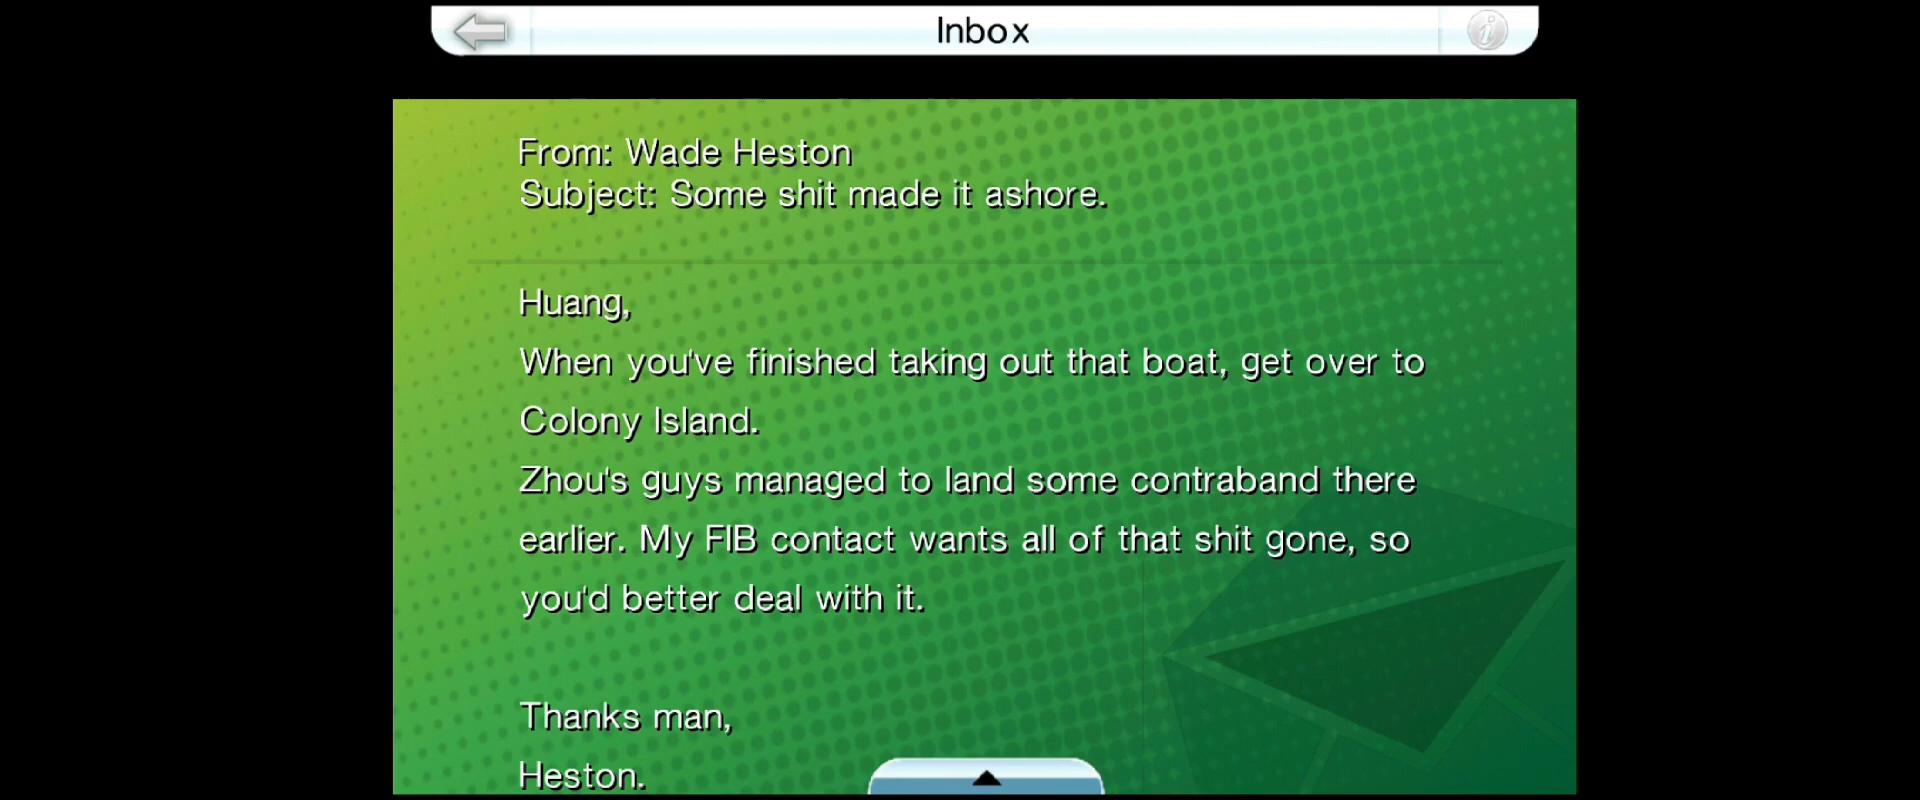 Inbox
From: Wade Heston
Subject: Some shit made it ashore.
Huang,
When you've finished taking out that boat, get over to
Colony Island.
Zhou's guys managed to land some contraband there
earlier. My FIB contact wants all of that shit gone, so
you'd better deal with it.
Thanks man,
Heston.